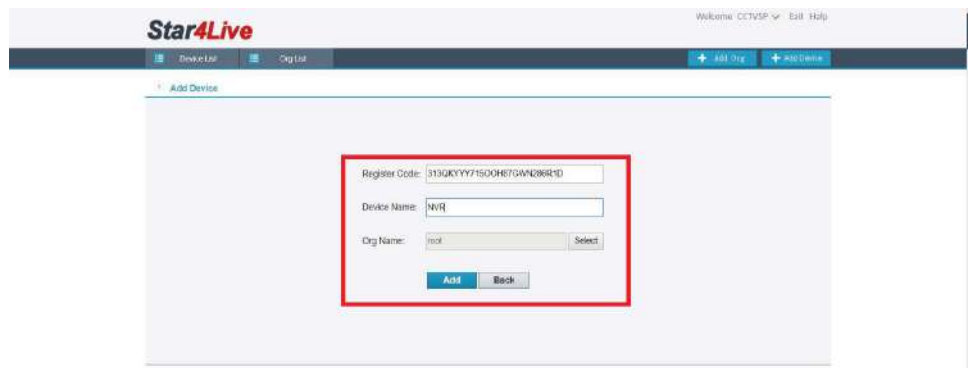 Welcome CCTVSP Exit Help
Star4Live
Device List Org List + Add Org + Add Device
Add Device
Register Code:
Device Name: NVR
Org Name: root Select
Add Back